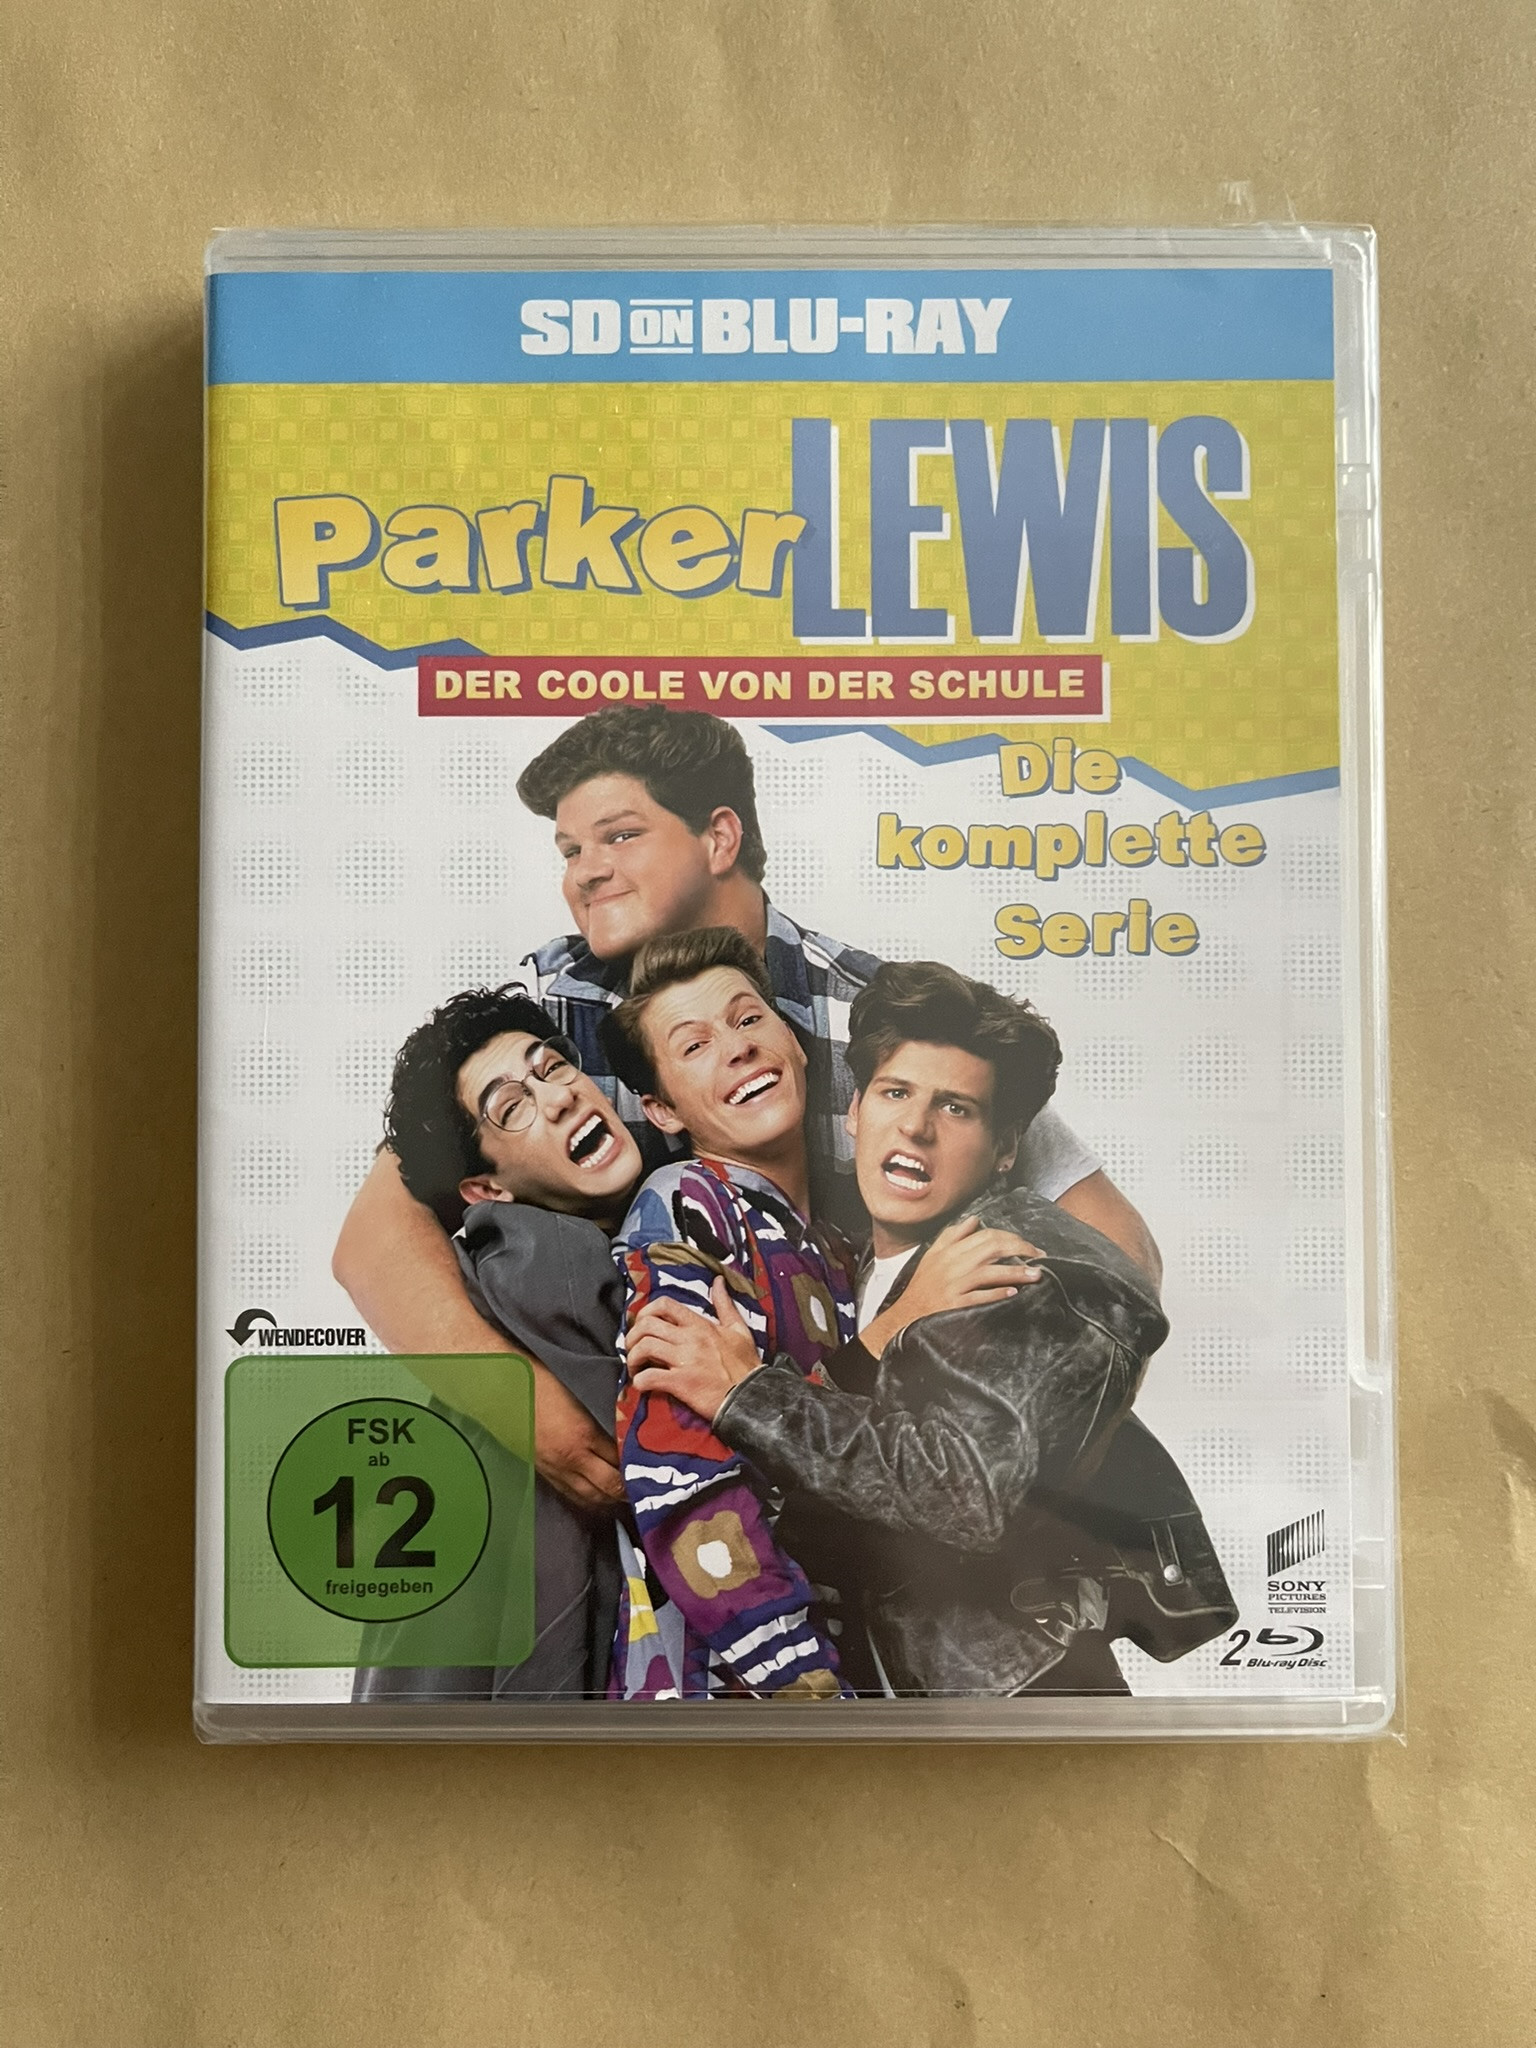 SD ON BLU-RAY
Parker LEWIS
DER COOLE VON DER SCHULE
Die
komplette
Serie
WENDECOVER
FSK
ab
12
freigegeben
SONY
PICTURES
TELEVISION
2 Blu-ray Disc